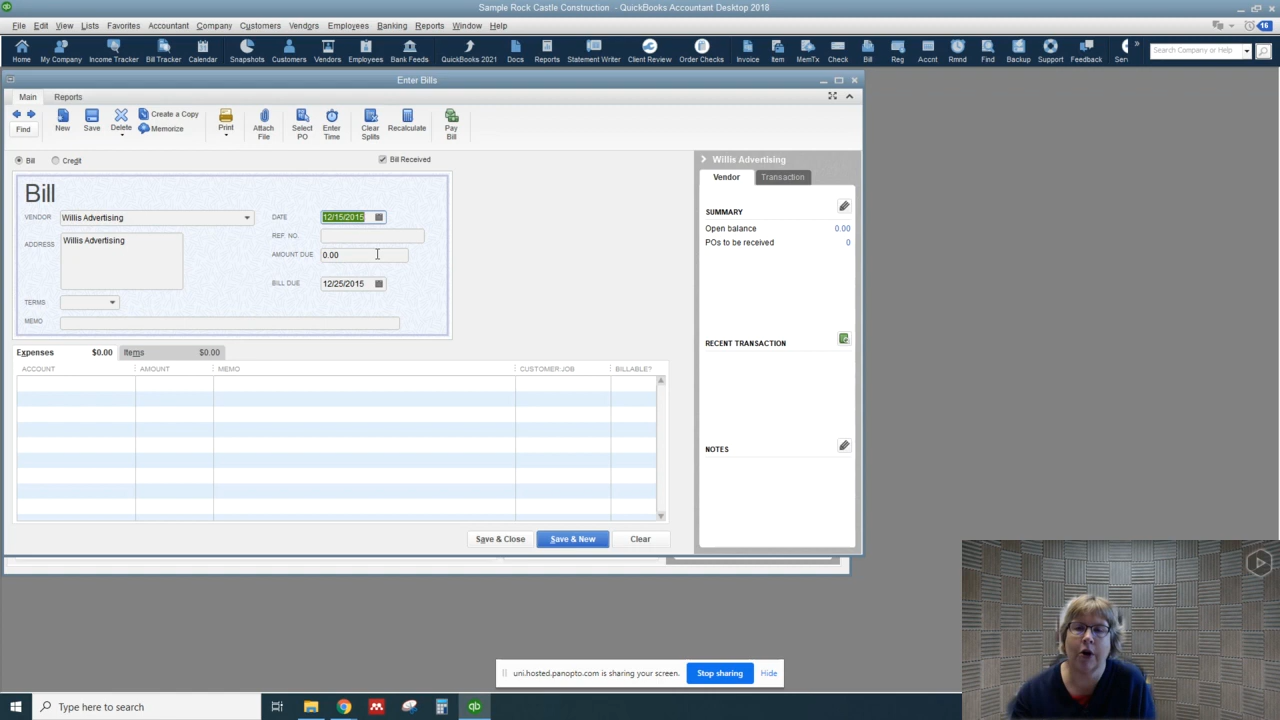 Sample Rock Castle Construction - QuickBooks Accountant Desktop 2018
File Edit View Lists Favorites Accountant Company Customers Vendors Employees Banking Reports Window Help
16
Home My Company Income Tracker Bill Tracker Calendar Snapshots Customers Vendors Employees Bank Feeds QuickBooks 2021 Docs Reports Statement Writer Client Review Order Checks Invoice Item MemTx Check Bill Reg Accnt Rmnd Find Backup Support Feedback Serv
Search Company or Help
Enter Bills
Main Reports
Find New Save Delete Create a Copy
Memorize
Print Attach File Select PO Enter Time Clear Splits Recalculate Pay Bill
Bill Credit Bill Received
Bill
VENDOR Willis Advertising DATE 12/15/2015
ADDRESS Willis Advertising REF. NO.
AMOUNT DUE 0.00
BILL DUE 12/25/2015
TERMS
MEMO
Expenses $0.00 Items $0.00
ACCOUNT AMOUNT MEMO CUSTOMER:JOB BILLABLE?
Save & Close Save & New Clear
Willis Advertising
Vendor Transaction
SUMMARY
Open balance 0.00
POs to be received 0
RECENT TRANSACTION
NOTES
uni.hosted.panopto.com is sharing your screen. Stop sharing Hide
Type here to search
qb